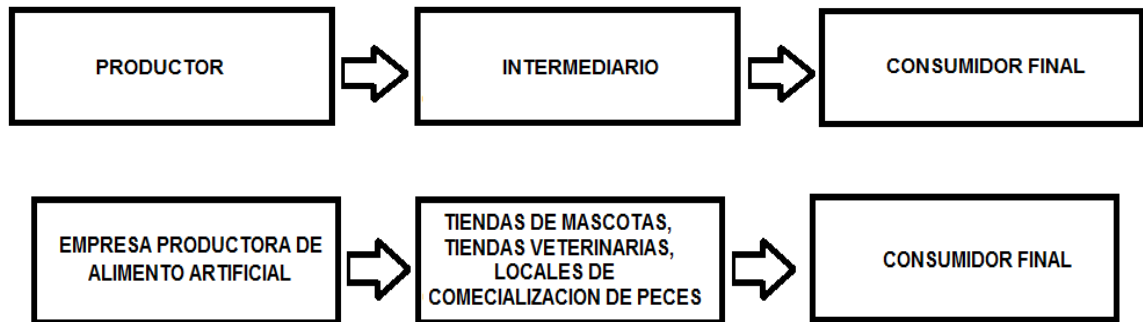 PRODUCTOR
INTERMEDIARIO
CONSUMIDOR FINAL
EMPRESA PRODUCTORA DE
ALIMENTO ARTIFICIAL
TIENDAS DE MASCOTAS,
TIENDAS VETERINARIAS,
LOCALES DE
COMECIALIZACION DE PECES
CONSUMIDOR FINAL